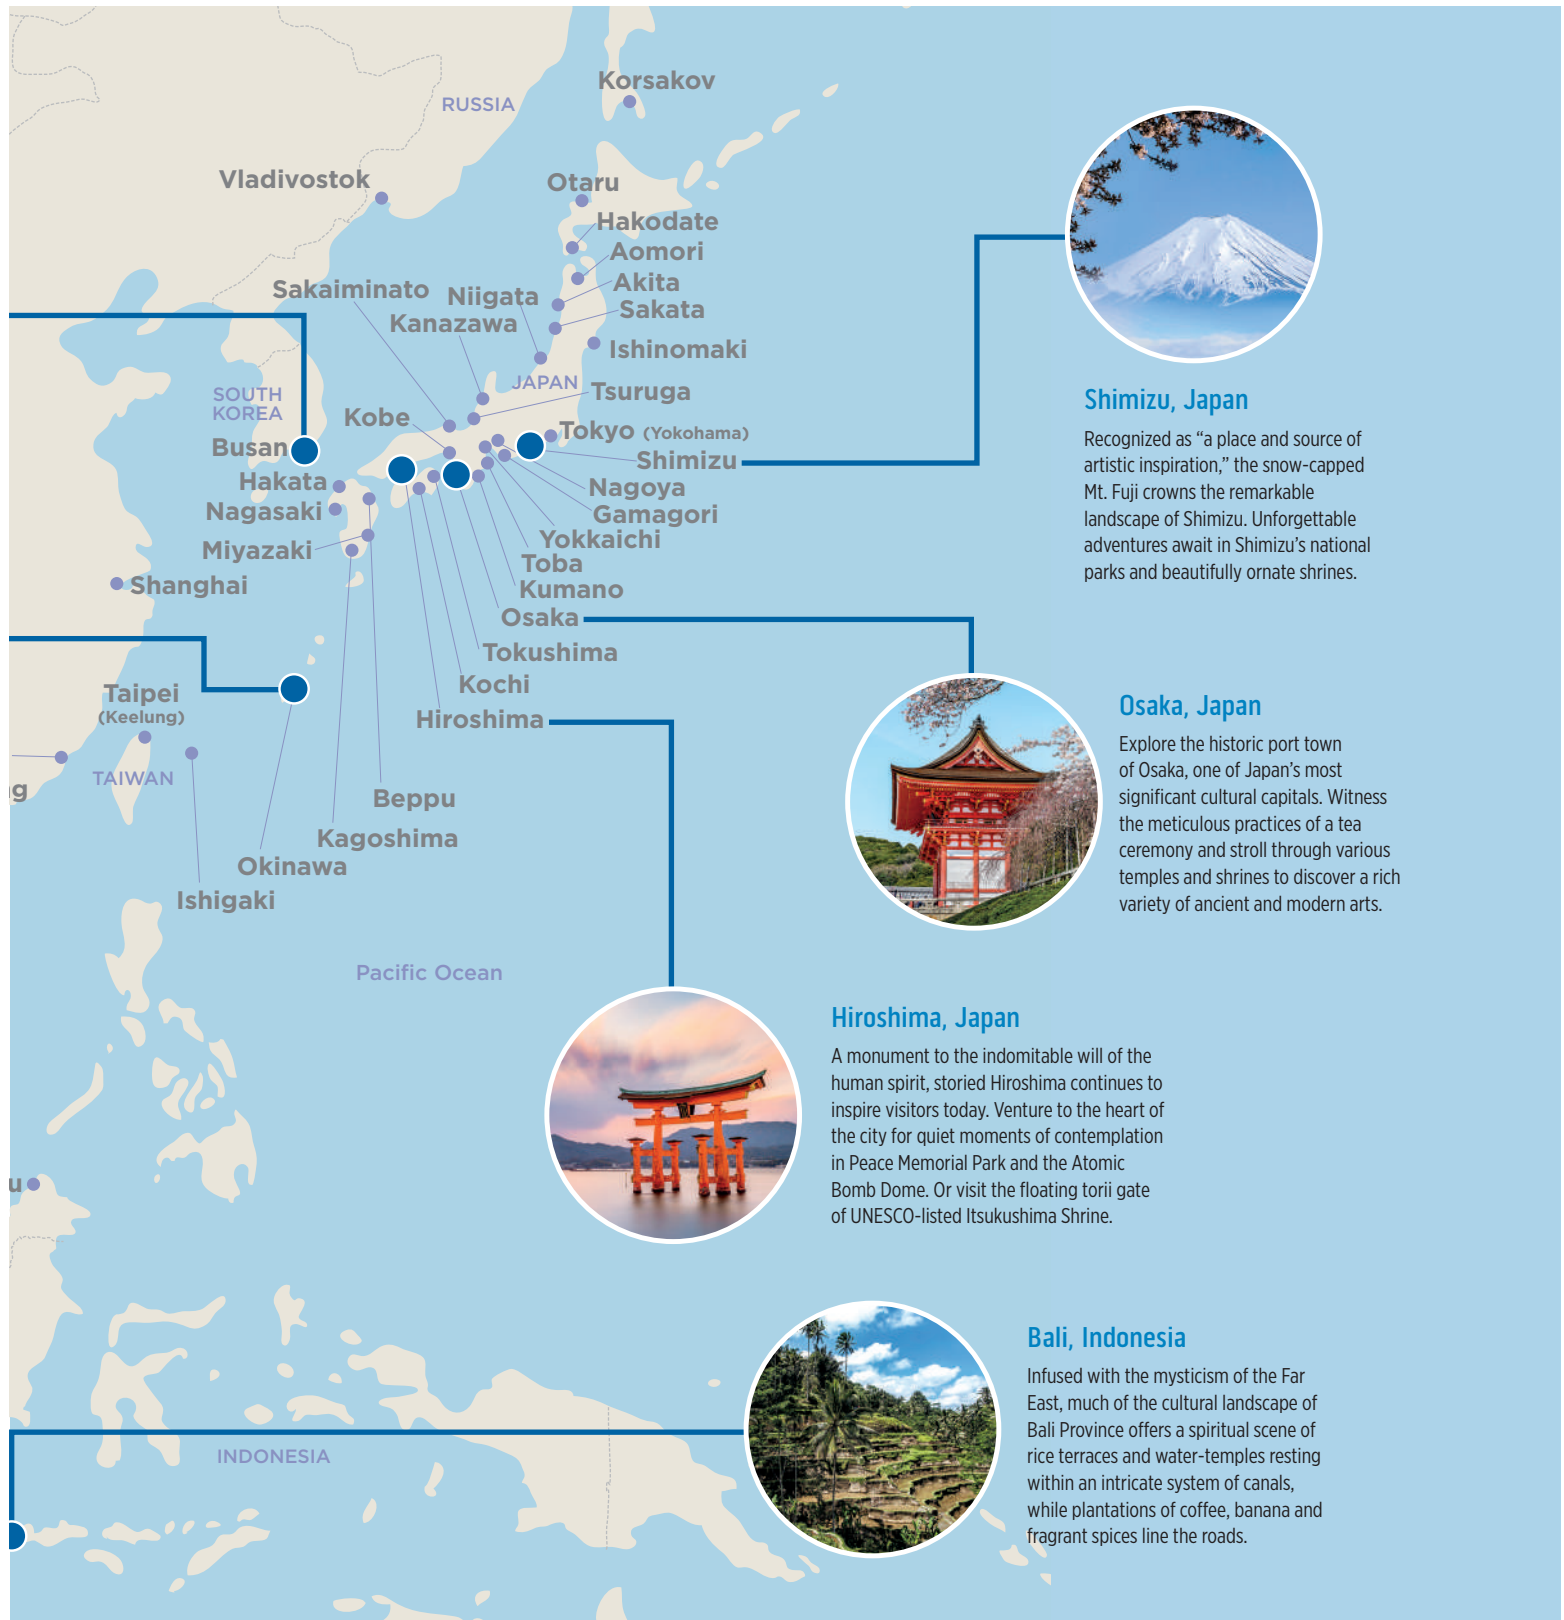 Korsakov
RUSSIA
Vladivostok
Otaru
Hakodate
Aomori
Sakaiminato
Niigata
Akita
Kanazawa
Sakata
Ishinomaki
JAPAN
SOUTH
KOREA
Tsuruga
Kobe
Tokyo (Yokohama)
Busan
Shimizu
Hakata
Nagoya
Nagasaki
Gamagori
Yokkaichi
Miyazaki
Toba
Shanghai
Kumano
Osaka
Tokushima
Kochi
Taipei
(Keelung)
Hiroshima
TAIWAN
g
Beppu
Kagoshima
Okinawa
Ishigaki
Pacific Ocean
u
INDONESIA
Shimizu, Japan
Recognized as “a place and source of
artistic inspiration,” the snow-capped
Mt. Fuji crowns the remarkable
landscape of Shimizu. Unforgettable
adventures await in Shimizu’s national
parks and beautifully ornate shrines.
Osaka, Japan
Explore the historic port town
of Osaka, one of Japan’s most
significant cultural capitals. Witness
the meticulous practices of a tea
ceremony and stroll through various
temples and shrines to discover a rich
variety of ancient and modern arts.
Hiroshima, Japan
A monument to the indomitable will of the
human spirit, storied Hiroshima continues to
inspire visitors today. Venture to the heart of
the city for quiet moments of contemplation
in Peace Memorial Park and the Atomic
Bomb Dome. Or visit the floating torii gate
of UNESCO-listed Itsukushima Shrine.
Bali, Indonesia
Infused with the mysticism of the Far
East, much of the cultural landscape of
Bali Province offers a spiritual scene of
rice terraces and water-temples resting
within an intricate system of canals,
while plantations of coffee, banana and
fragrant spices line the roads.